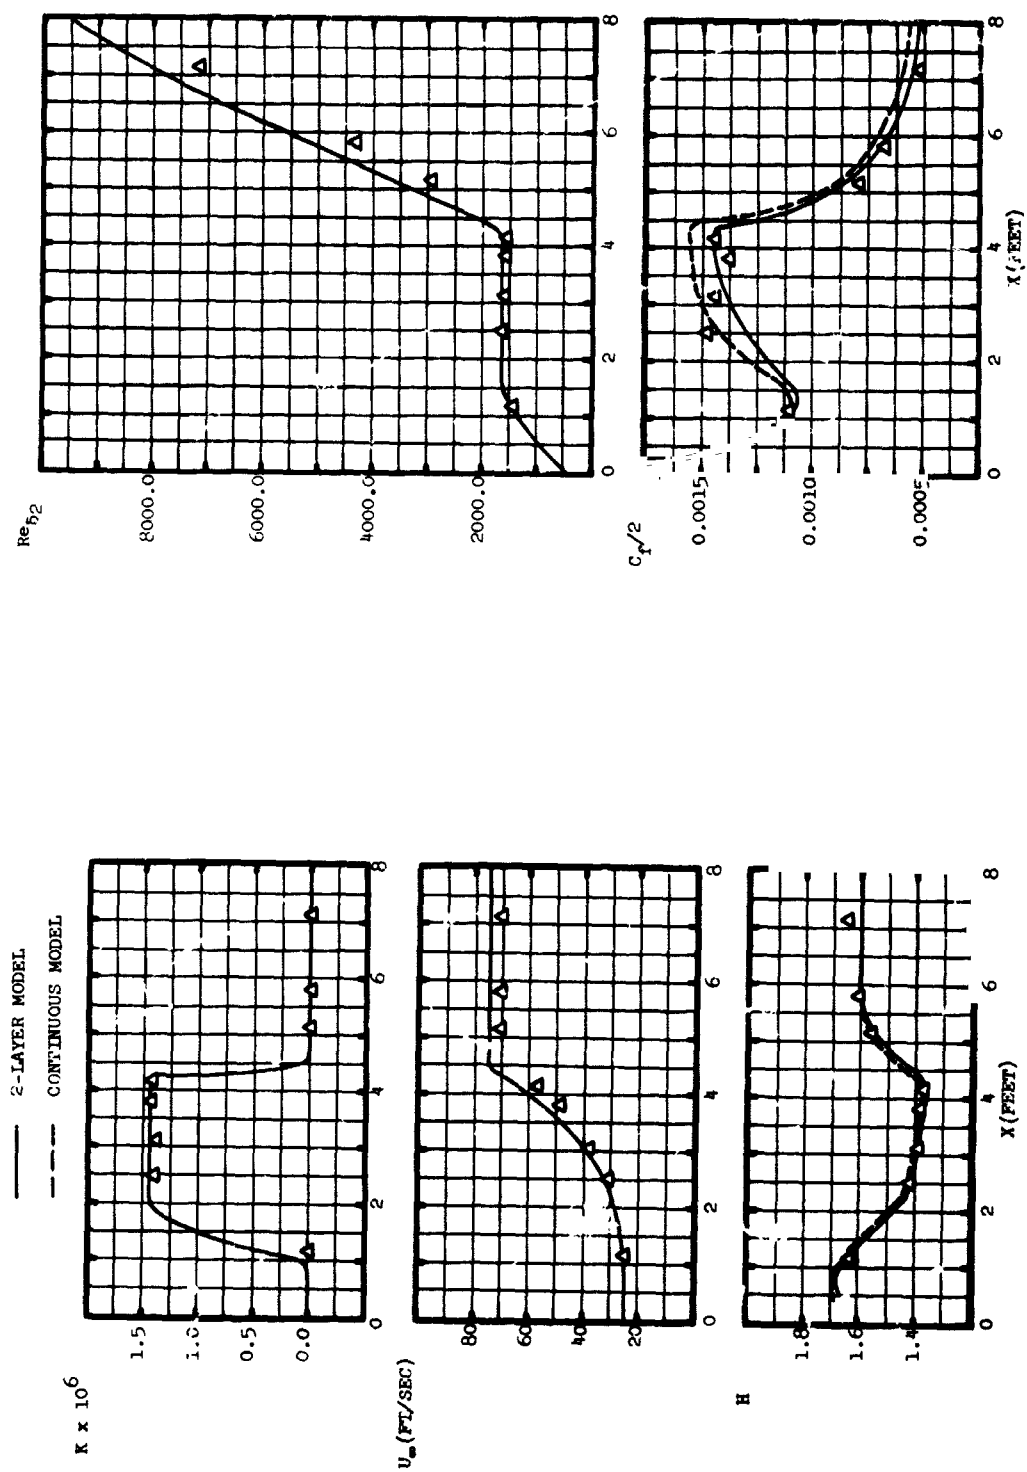 2-LAYER MODEL
CONTINUOUS MODEL
K x 10^6
1.5
1.0
0.5
0.0
0 2 4 6 8
U∞(FT/SEC)
80
60
40
20
0 2 4 6 8
H
1.8
1.6
1.4
0 2 4 6 8
X(FEET)
Reδ2
8000.0
6000.0
4000.0
2000.0
0 2 4 6 8
Cf/2
0.0015
0.0010
0.0005
0 2 4 6 8
X(FEET)